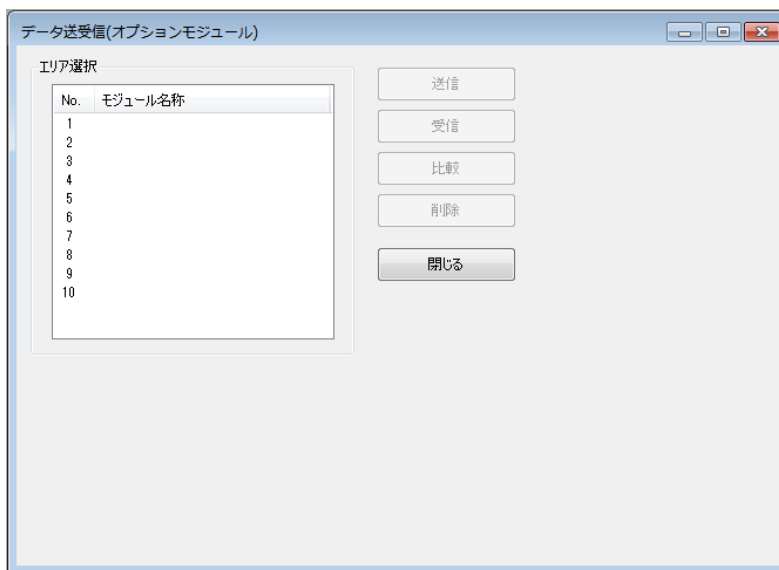 データ送受信(オプションモジュール)
エリア選択
No. モジュール名称
1
2
3
4
5
6
7
8
9
10
送信
受信
比較
削除
閉じる